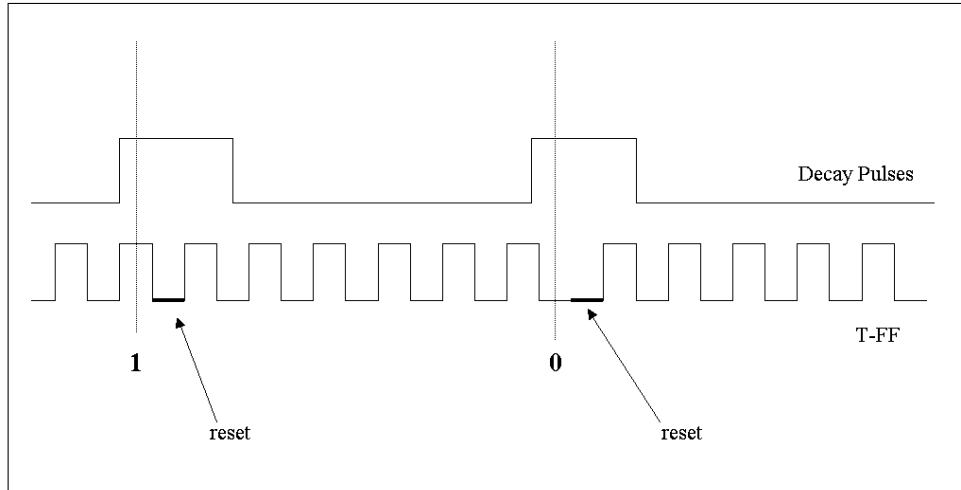 Decay Pulses
T-FF
1
0
reset
reset